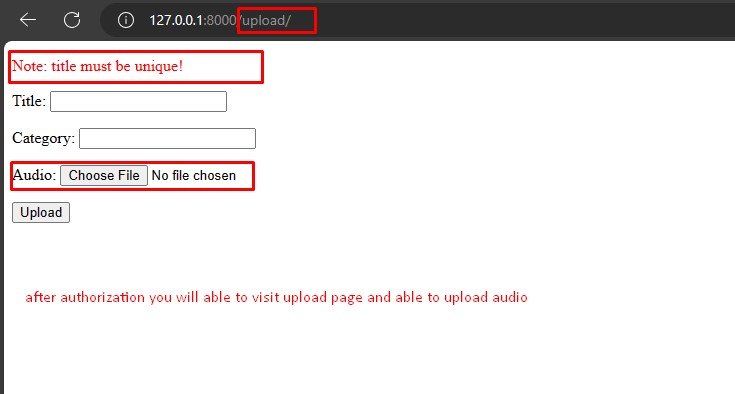 127.0.0.1:8000/upload/
Note: title must be unique!
Title:
Category:
Audio: Choose File No file chosen
Upload
after authorization you will able to visit upload page and able to upload audio